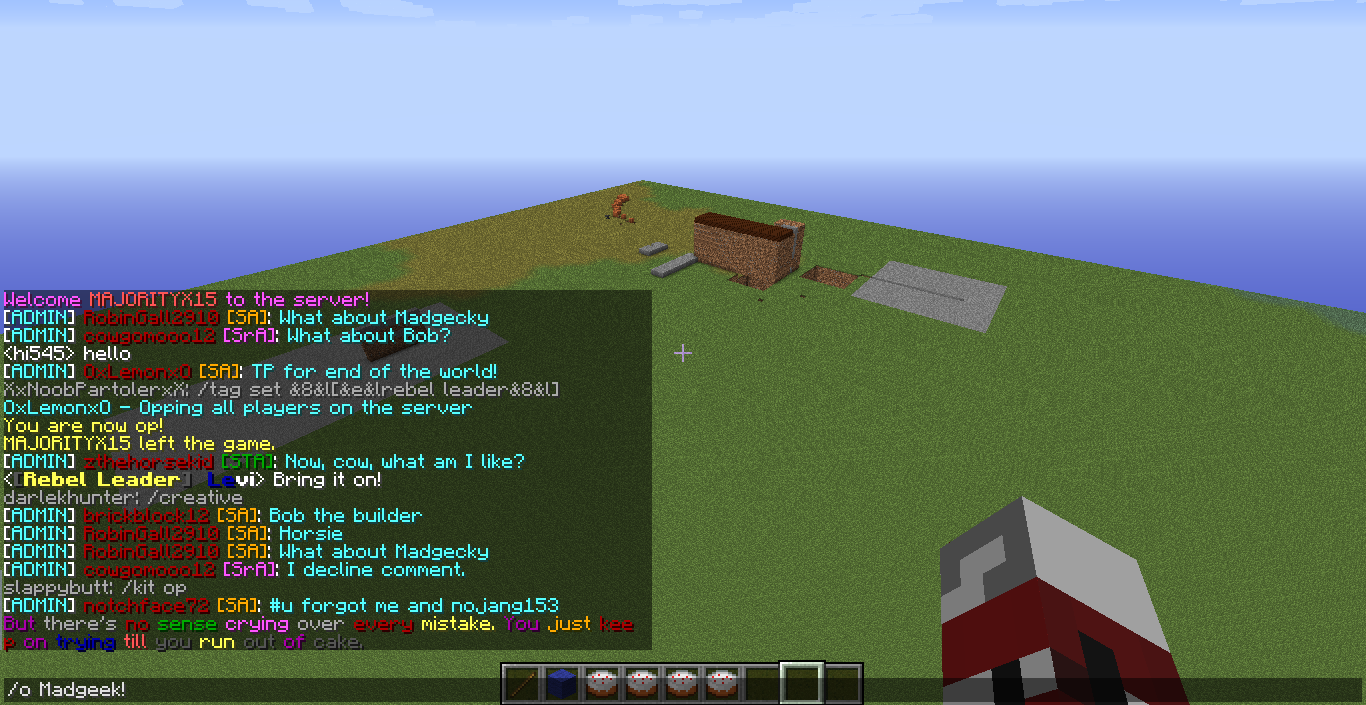 Welcome MAJORITYX15 to the server!
[ADMIN] RobinGall2910 [SA]: What about Madgecky
[ADMIN] cowgomooo12 [SrA]: What about Bob?
<hi545> hello
[ADMIN] 0xLemonx0 [SA]: TP for end of the world!
XxNoobPartolerxX: /tag set &8&l[&e&lrebel leader&8&l]
0xLemonx0 - Opping all players on the server
You are now op!
MAJORITYX15 left the game.
[ADMIN] zthehorsekid [STA]: Now, cow, what am I like?
<[Rebel Leader] Levi> Bring it on!
darlekhunter: /creative
[ADMIN] brickblock12 [SA]: Bob the builder
[ADMIN] RobinGall2910 [SA]: Horsie
[ADMIN] RobinGall2910 [SA]: What about Madgecky
[ADMIN] cowgomooo12 [SrA]: I decline comment.
slappybutt: /kit op
[ADMIN] notchface72 [SA]: #u forgot me and nojang153
But there's no sense crying over every mistake. You just kee
p on trying till you run out of cake.
/o Madgeek!